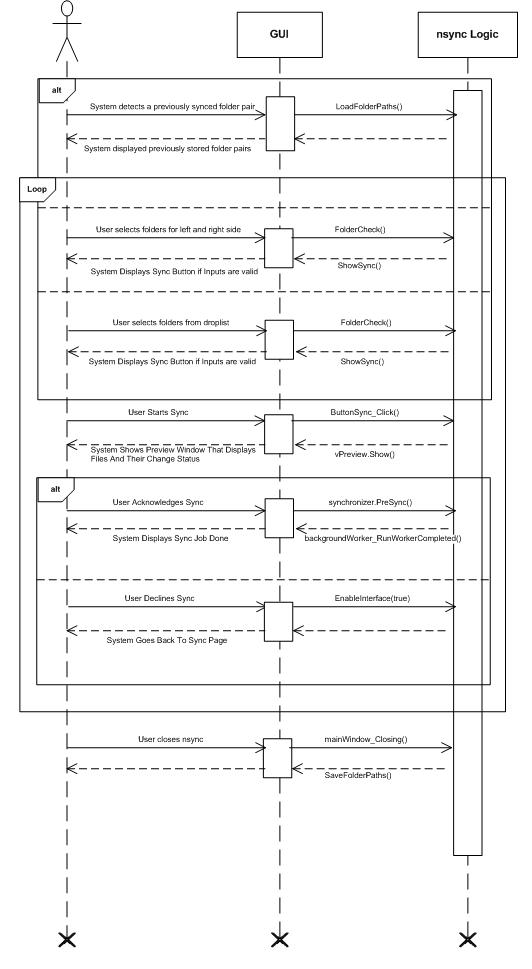 GUI
nsync Logic
alt
System detects a previously synced folder pair
LoadFolderPaths()
System displayed previously stored folder pairs
Loop
User selects folders for left and right side
FolderCheck()
System Displays Sync Button if Inputs are valid
ShowSync()
User selects folders from droplist
FolderCheck()
System Displays Sync Button if Inputs are valid
ShowSync()
User Starts Sync
ButtonSync_Click()
System Shows Preview Window That Displays
Files And Their Change Status
vPreview.Show()
alt
User Acknowledges Sync
synchronizer.PreSync()
System Displays Sync Job Done
backgroundWorker_RunWorkerCompleted()
User Declines Sync
EnableInterface(true)
System Goes Back To Sync Page
User closes nsync
mainWindow_Closing()
SaveFolderPaths()